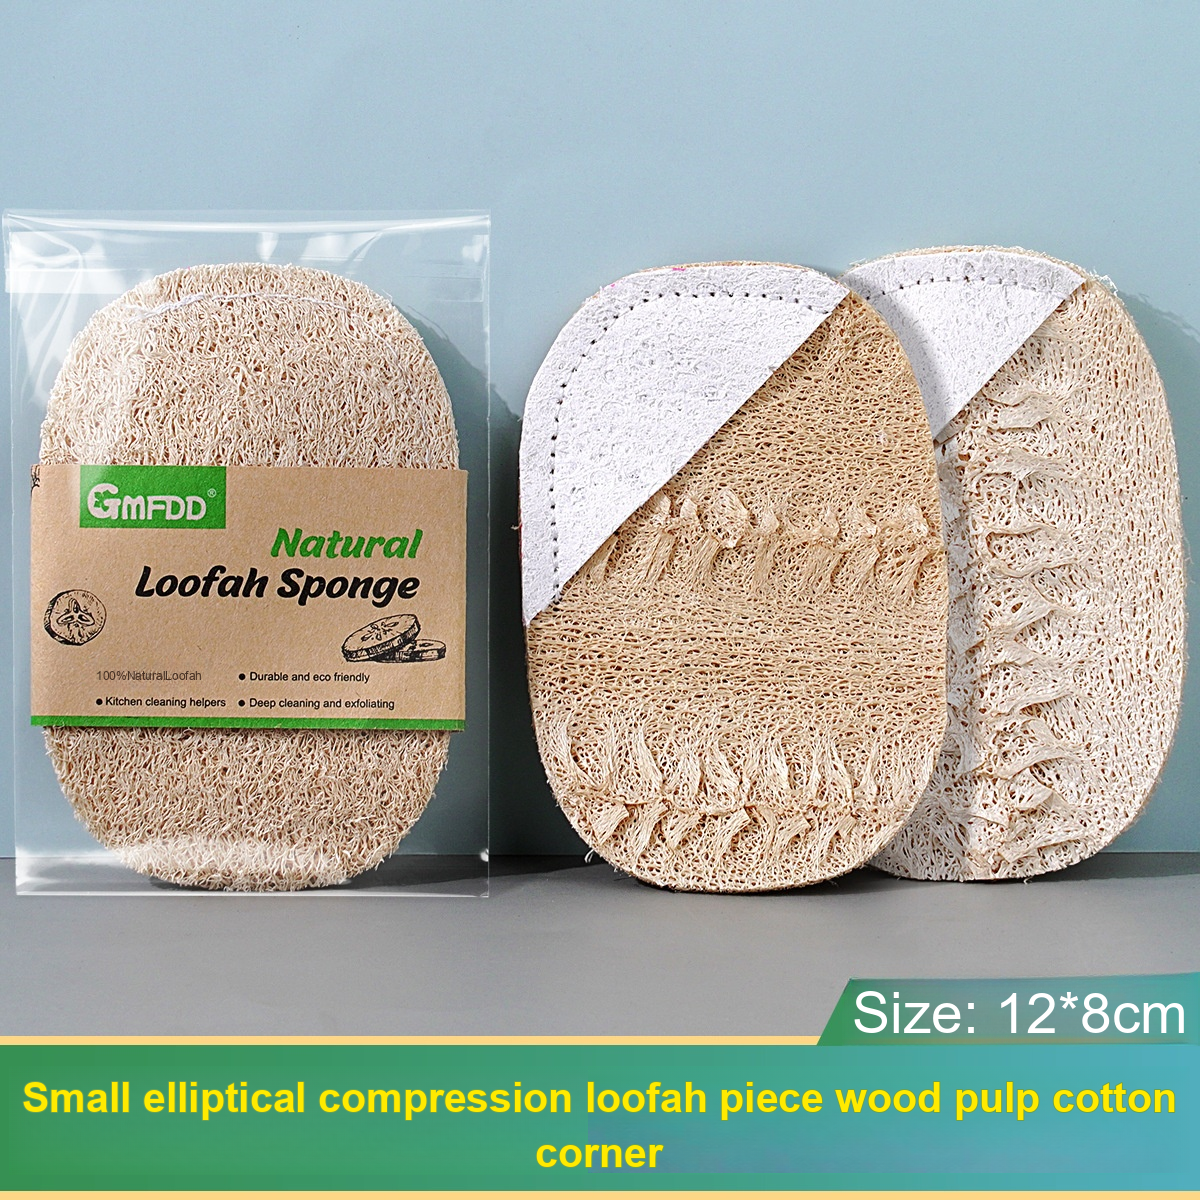 GMFDD®
Natural
Loofah Sponge
100%NaturalLoofah
● Durable and eco friendly
● Kitchen cleaning helpers
● Deep cleaning and exfoliating
Size: 12*8cm
Small elliptical compression loofah piece wood pulp cotton
corner